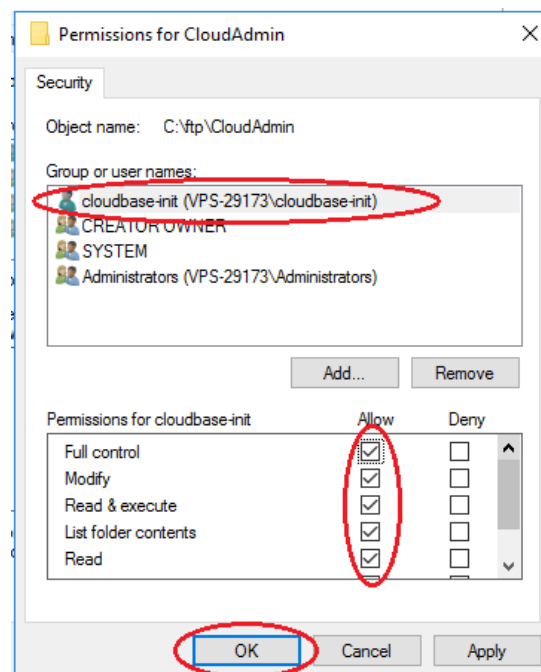 Permissions for CloudAdmin
Security
Object name: C:\ftp\CloudAdmin
Group or user names:
cloudbase-init (VPS-29173\cloudbase-init)
CREATOR OWNER
SYSTEM
Administrators (VPS-29173\Administrators)
Add... Remove
Permissions for cloudbase-init Allow Deny
Full control
Modify
Read & execute
List folder contents
Read
OK Cancel Apply